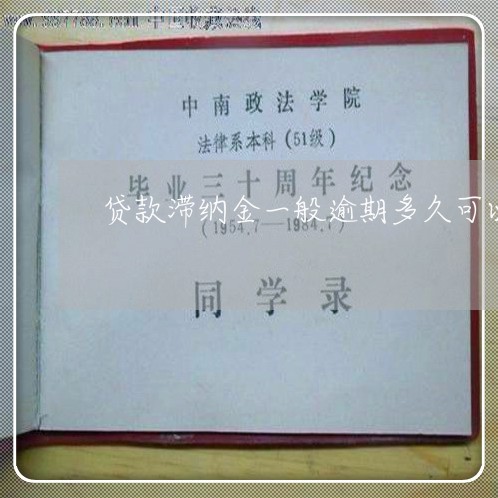 中南政法学院
法律系本科(51级)
毕业三十周年纪念
贷款滞纳金一般逾期多久可以
(1954.7—1984.7)
同学录